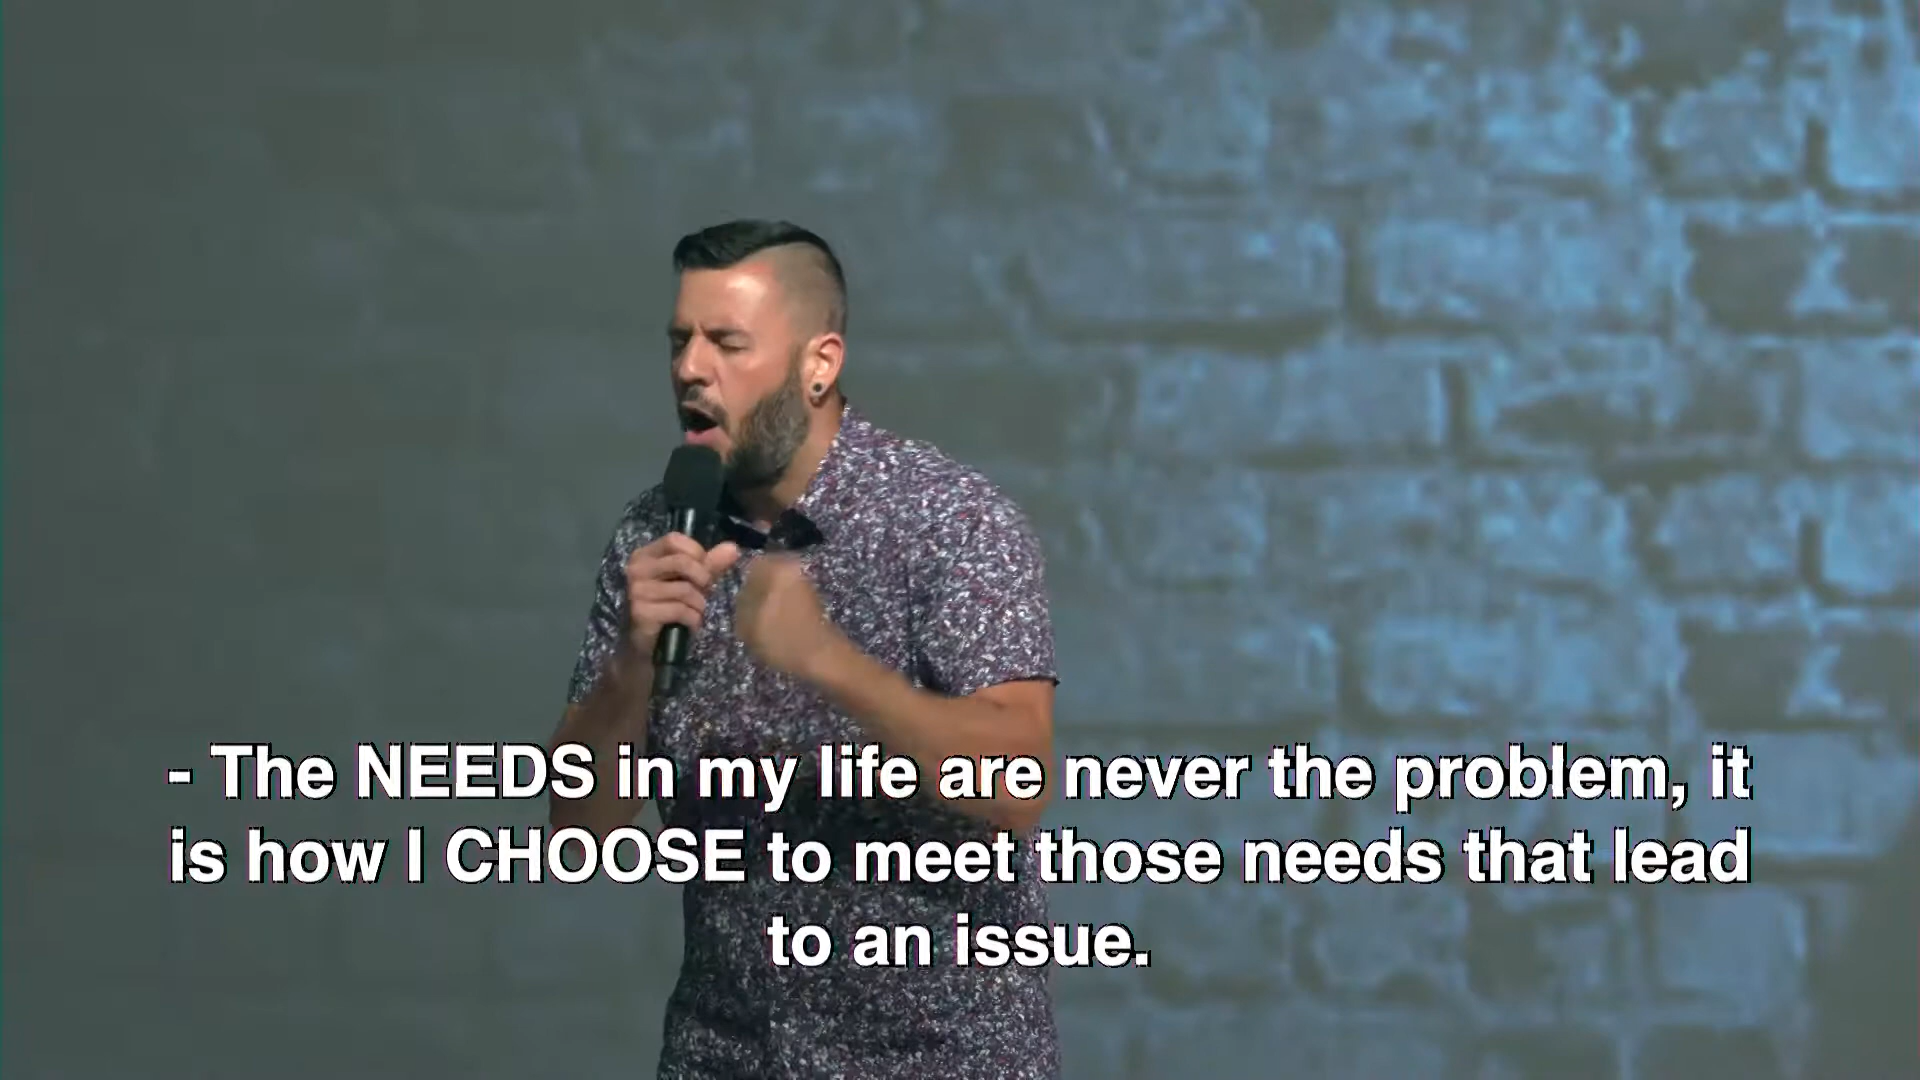 - The NEEDS in my life are never the problem, it
is how I CHOOSE to meet those needs that lead
to an issue.